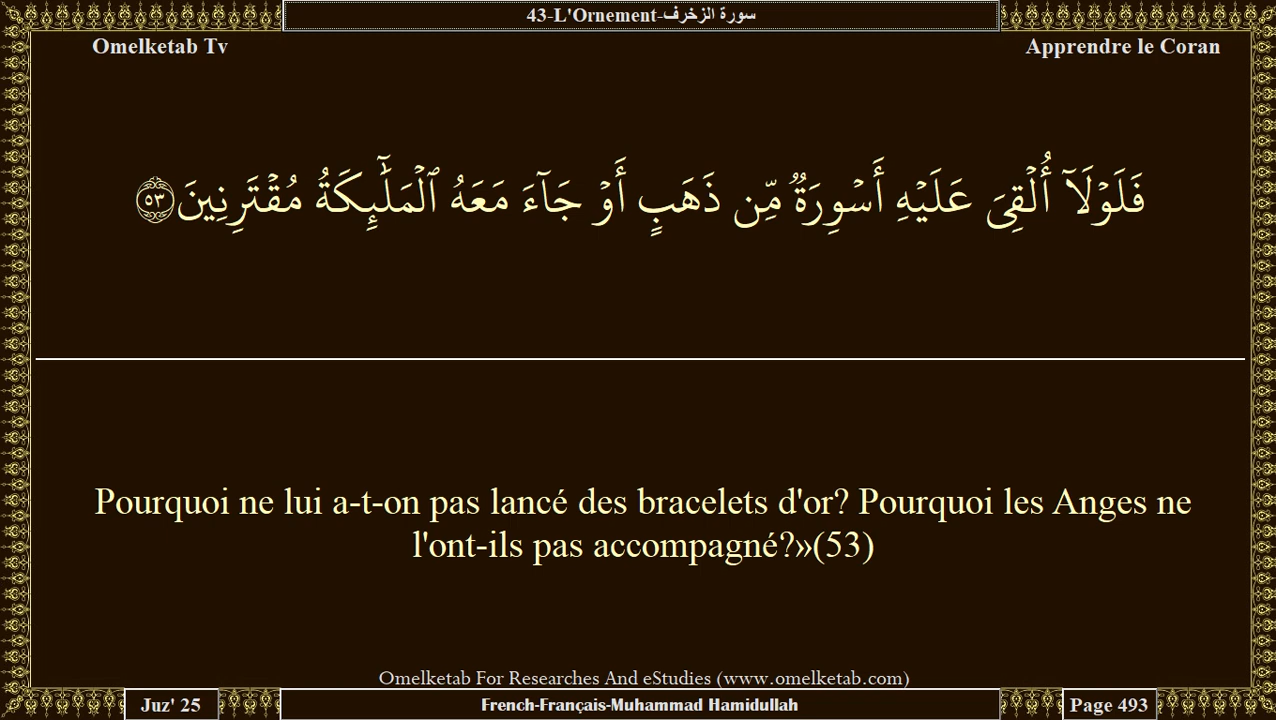 43-L'Ornement-سورة الزخرف
Omelketab Tv
Apprendre le Coran
فَلَوۡلَآ أُلۡقِيَ عَلَيۡهِ أَسۡوِرَةٞ مِّن ذَهَبٍ أَوۡ جَآءَ مَعَهُ ٱلۡمَلَٰٓئِكَةُ مُقۡتَرِنِينَ ٥٣
Pourquoi ne lui a-t-on pas lancé des bracelets d'or? Pourquoi les Anges ne
l'ont-ils pas accompagné?»(53)
Omelketab For Researches And eStudies (www.omelketab.com)
Juz' 25
French-Français-Muhammad Hamidullah
Page 493